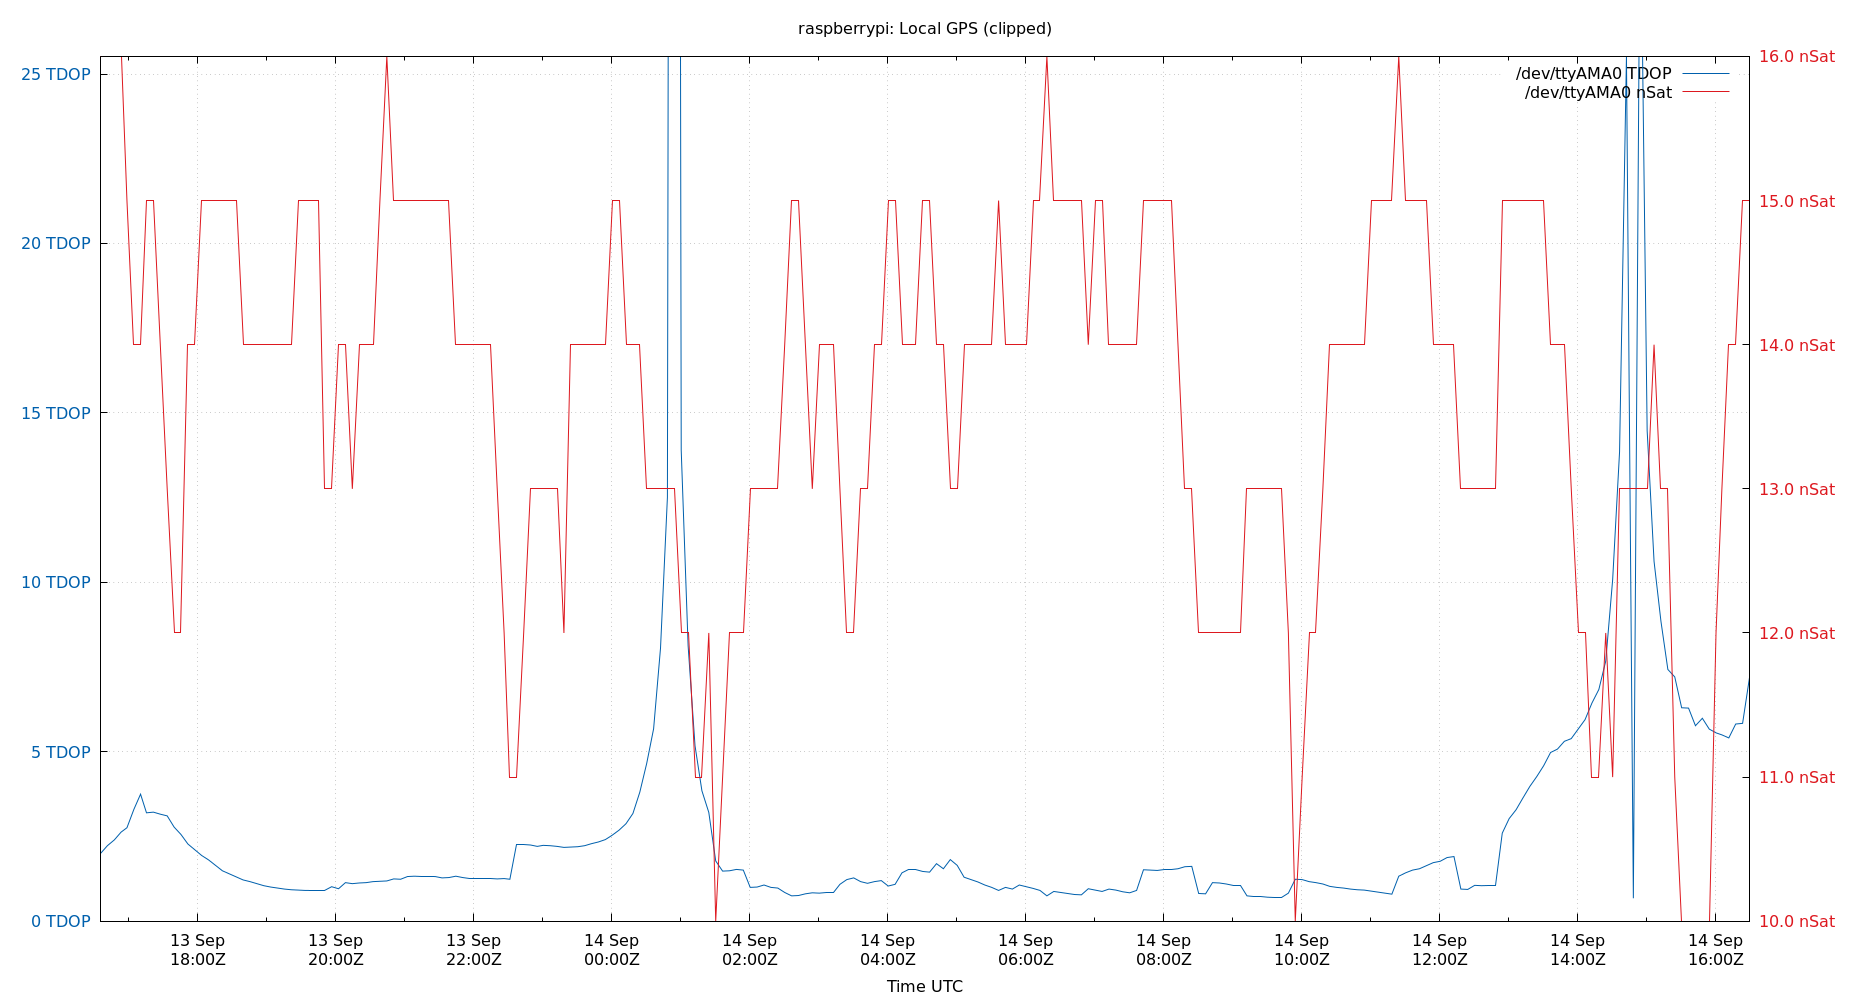 raspberrypi: Local GPS (clipped)
25 TDOP
20 TDOP
15 TDOP
10 TDOP
5 TDOP
0 TDOP
16.0 nSat
15.0 nSat
14.0 nSat
13.0 nSat
12.0 nSat
11.0 nSat
10.0 nSat
/dev/ttyAMA0 TDOP
/dev/ttyAMA0 nSat
13 Sep
18:00Z
13 Sep
20:00Z
13 Sep
22:00Z
14 Sep
00:00Z
14 Sep
02:00Z
14 Sep
04:00Z
14 Sep
06:00Z
14 Sep
08:00Z
14 Sep
10:00Z
14 Sep
12:00Z
14 Sep
14:00Z
14 Sep
16:00Z
Time UTC